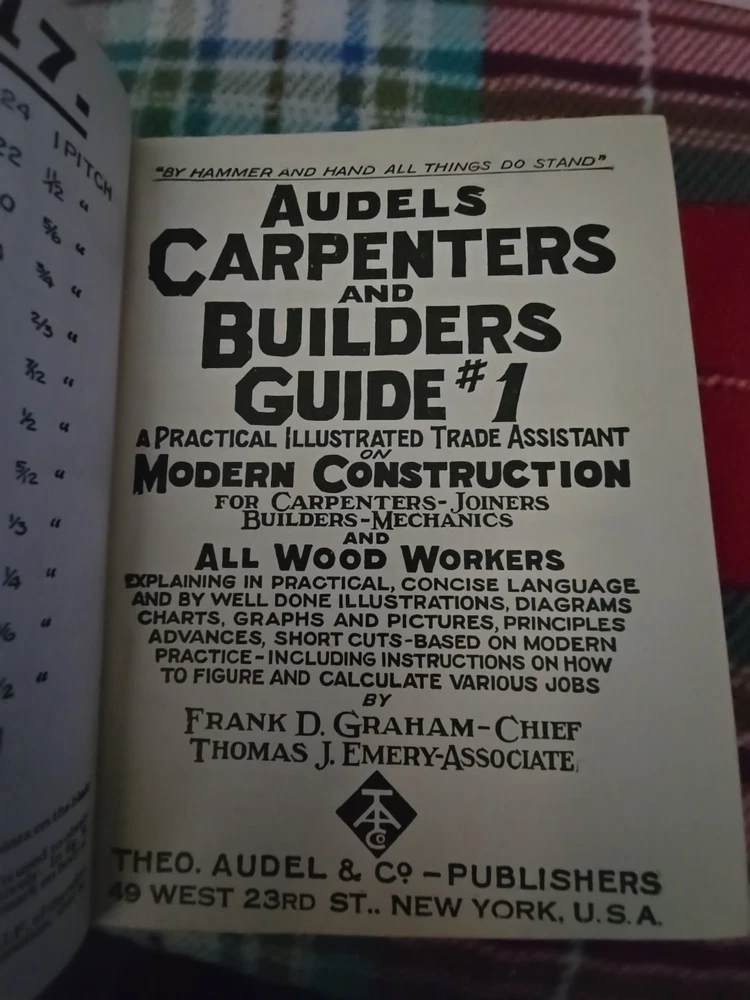 17.
24 1 PITCH
22 11/12 "
5/6 "
3/4 "
2/3 "
7/12 "
1/2 "
5/12 "
1/3 "
1/4 "
"BY HAMMER AND HAND ALL THINGS DO STAND"
AUDELS
CARPENTERS
AND
BUILDERS
GUIDE #1
A PRACTICAL ILLUSTRATED TRADE ASSISTANT
ON
MODERN CONSTRUCTION
FOR CARPENTERS-JOINERS
BUILDERS-MECHANICS
AND
ALL WOOD WORKERS
EXPLAINING IN PRACTICAL, CONCISE LANGUAGE
AND BY WELL DONE ILLUSTRATIONS, DIAGRAMS
CHARTS, GRAPHS AND PICTURES, PRINCIPLES
ADVANCES, SHORT CUTS-BASED ON MODERN
PRACTICE-INCLUDING INSTRUCTIONS ON HOW
TO FIGURE AND CALCULATE VARIOUS JOBS
BY
FRANK D. GRAHAM-CHIEF
THOMAS J. EMERY-ASSOCIATE
TA Co
THEO. AUDEL & Co - PUBLISHERS
49 WEST 23RD ST.. NEW YORK, U.S.A.